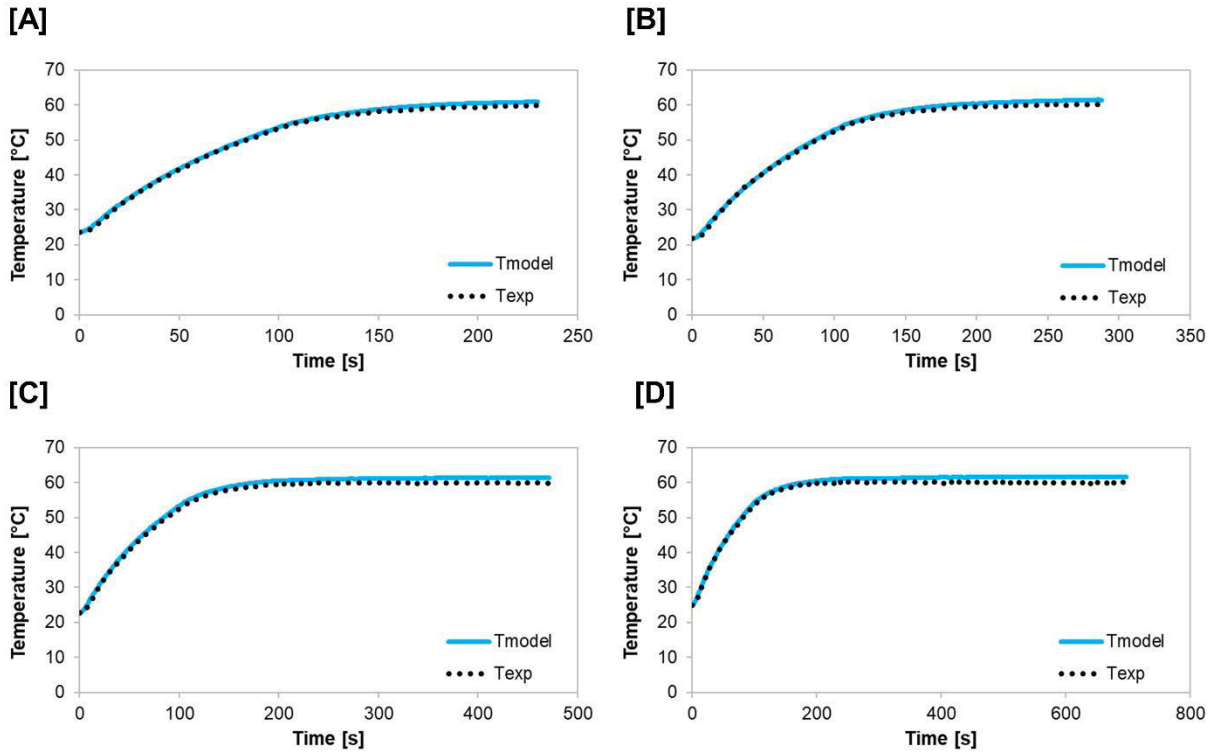 [A]
Temperature [°C]
70
60
50
40
30
20
10
0
0 50 100 150 200 250
Time [s]
Tmodel
Texp
[B]
Temperature [°C]
70
60
50
40
30
20
10
0
0 50 100 150 200 250 300 350
Time [s]
Tmodel
Texp
[C]
Temperature [°C]
70
60
50
40
30
20
10
0
0 100 200 300 400 500
Time [s]
Tmodel
Texp
[D]
Temperature [°C]
70
60
50
40
30
20
10
0
0 200 400 600 800
Time [s]
Tmodel
Texp